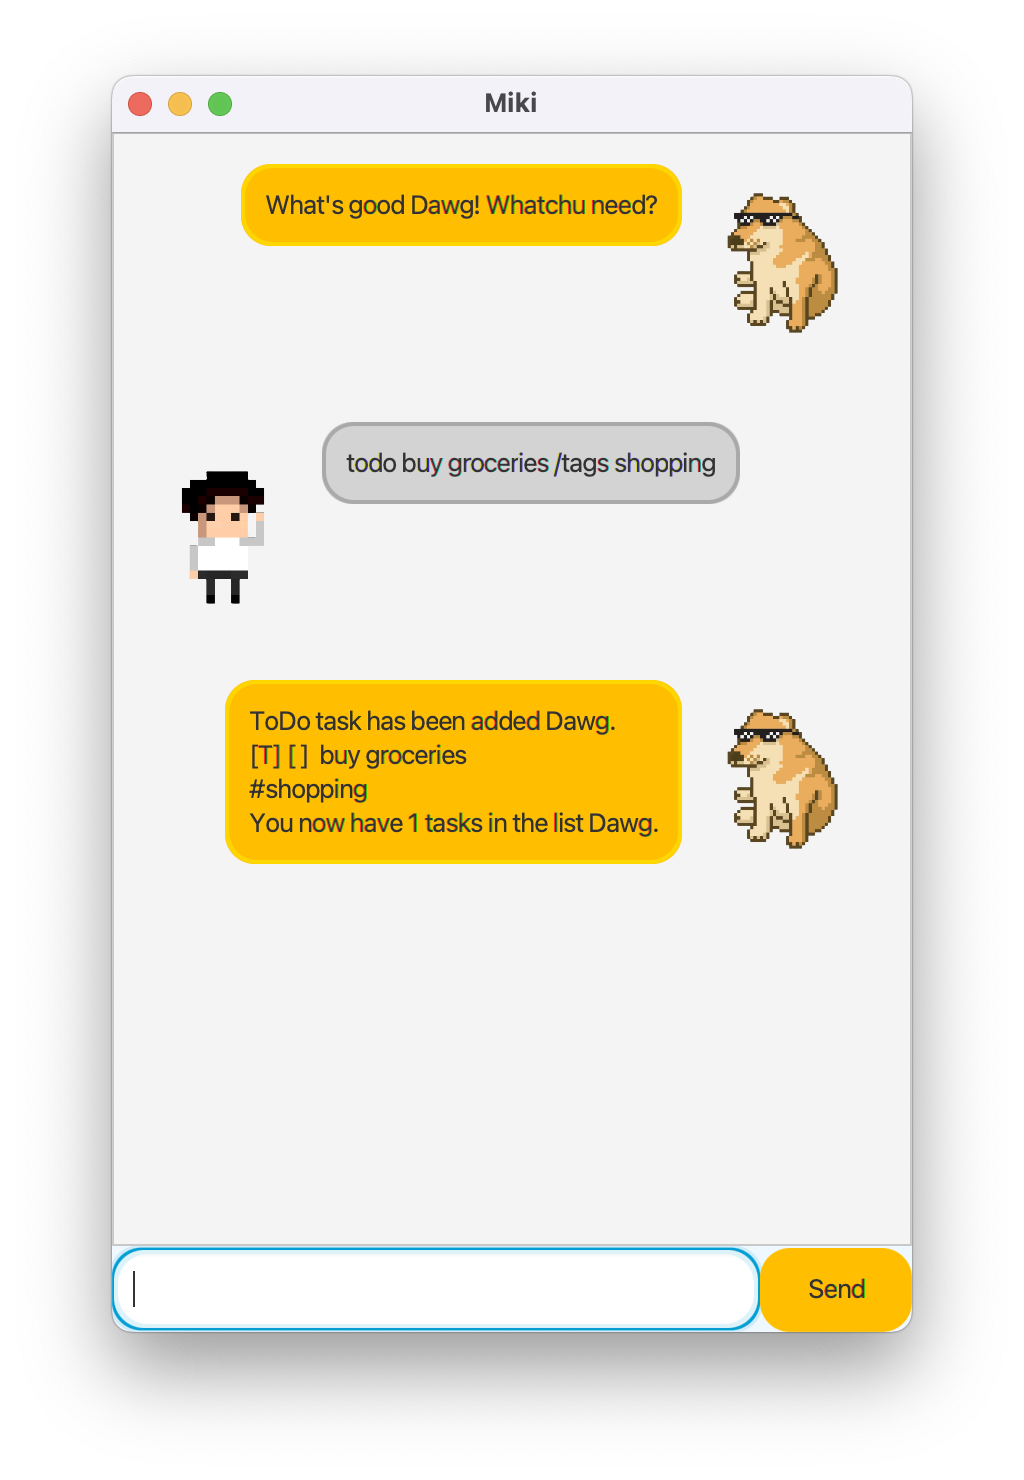 Miki
What's good Dawg! Whatchu need?
todo buy groceries /tags shopping
ToDo task has been added Dawg.
[T] [ ]  buy groceries
#shopping
You now have 1 tasks in the list Dawg.
Send